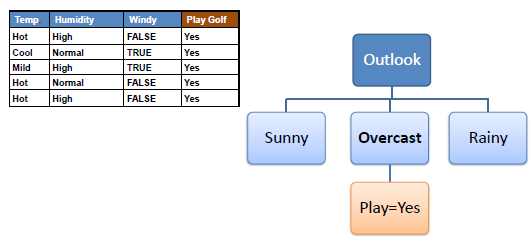 Temp Humidity Windy Play Golf
Hot High FALSE Yes
Cool Normal TRUE Yes
Mild High TRUE Yes
Hot Normal FALSE Yes
Hot High FALSE Yes
Outlook
Sunny Overcast Rainy
Play=Yes